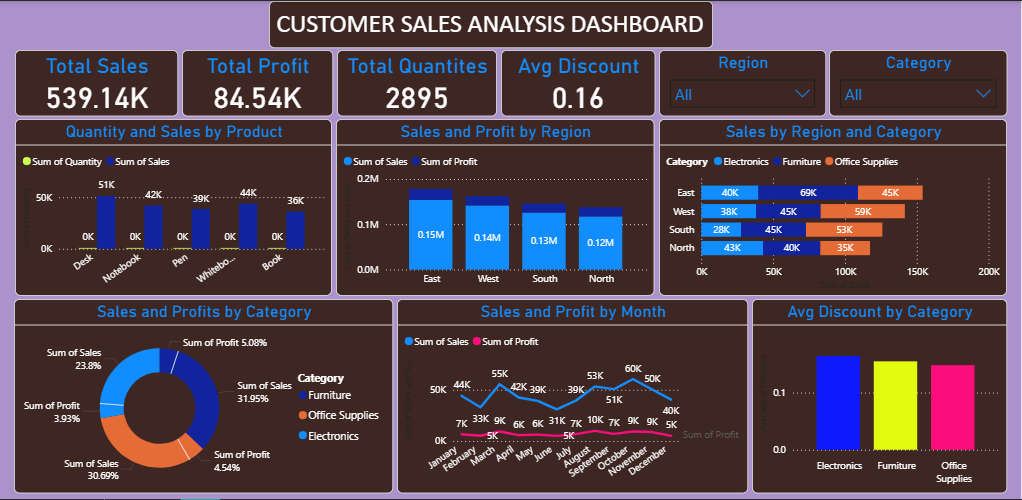 CUSTOMER SALES ANALYSIS DASHBOARD
Total Sales
539.14K
Total Profit
84.54K
Total Quantites
2895
Avg Discount
0.16
Region
All
Category
All
Quantity and Sales by Product
Sum of Quantity Sum of Sales
50K
0K
0K 51K
0K 42K
0K 39K
0K 44K
0K 36K
Desk
Notebook
Pen
Whitebo...
Book
Sales and Profit by Region
Sum of Sales Sum of Profit
0.2M
0.1M
0.0M
0.15M 0.14M 0.13M 0.12M
East West South North
Sales by Region and Category
Category Electronics Furniture Office Supplies
East 40K 69K 45K
West 38K 45K 59K
South 28K 45K 53K
North 43K 40K 35K
0K 50K 100K 150K 200K
Sales and Profits by Category
Sum of Profit 5.08%
Sum of Sales
31.95%
Sum of Profit
4.54%
Sum of Sales
30.69%
Sum of Profit
3.93%
Sum of Sales
23.8%
Category
Furniture
Office Supplies
Electronics
Sales and Profit by Month
Sum of Sales Sum of Profit
50K
0K
44K 33K 55K 42K 39K 31K 39K 53K 51K 60K 50K 40K
7K 5K 9K 6K 6K 7K 5K 10K 7K 9K 9K 5K
Sum of Profit
January
February
March
April
May
June
July
August
September
October
November
December
Avg Discount by Category
0.1
0.0
Electronics Furniture Office
Supplies